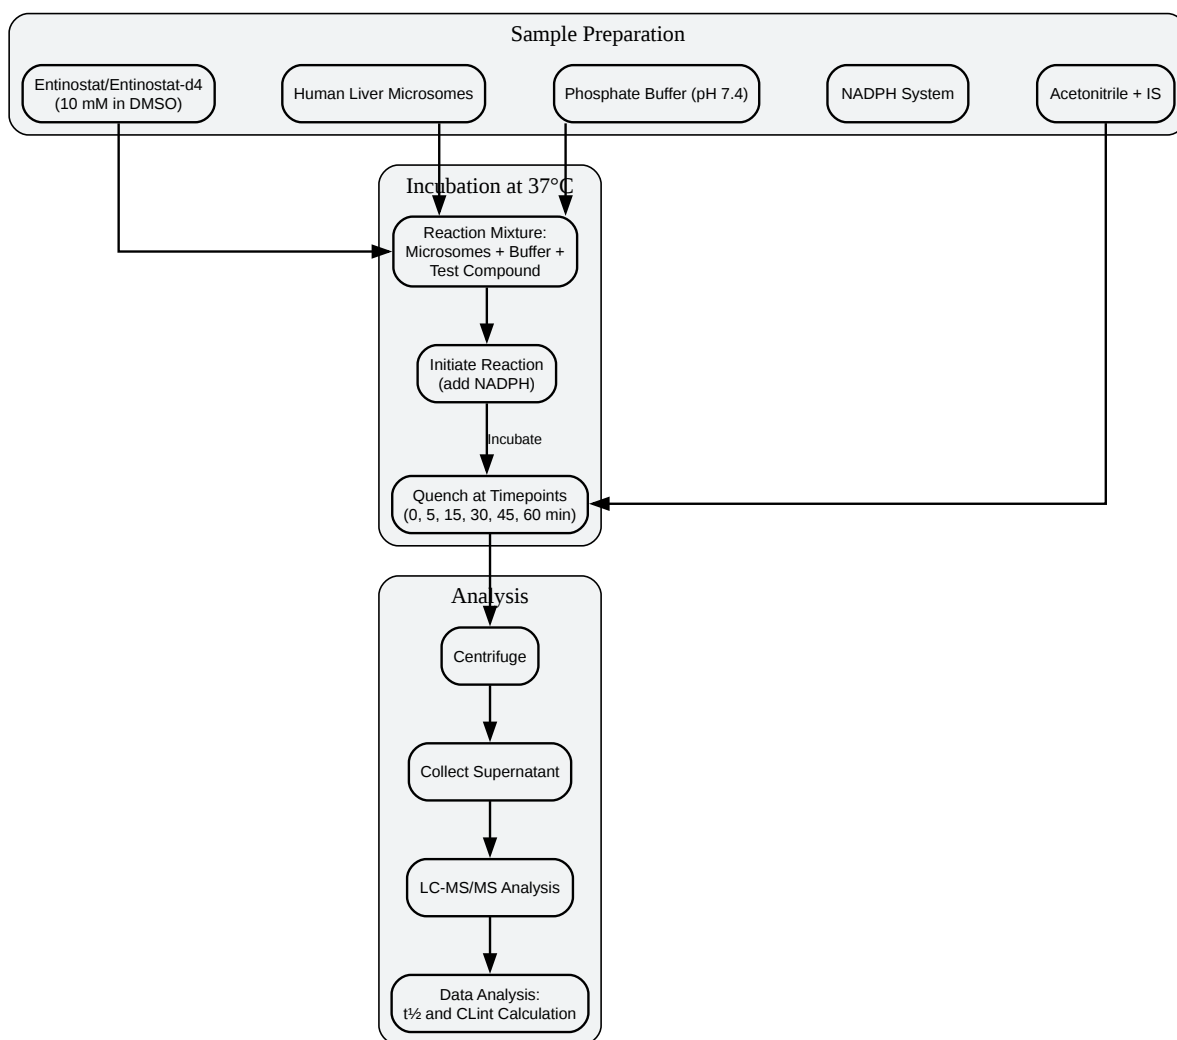 Sample Preparation
Entinostat/Entinostat-d4
(10 mM in DMSO)
Human Liver Microsomes
Phosphate Buffer (pH 7.4)
NADPH System
Acetonitrile + IS
Incubation at 37°C
Reaction Mixture:
Microsomes + Buffer +
Test Compound
Initiate Reaction
(add NADPH)
Incubate
Quench at Timepoints
(0, 5, 15, 30, 45, 60 min)
Analysis
Centrifuge
Collect Supernatant
LC-MS/MS Analysis
Data Analysis:
t½ and CLint Calculation